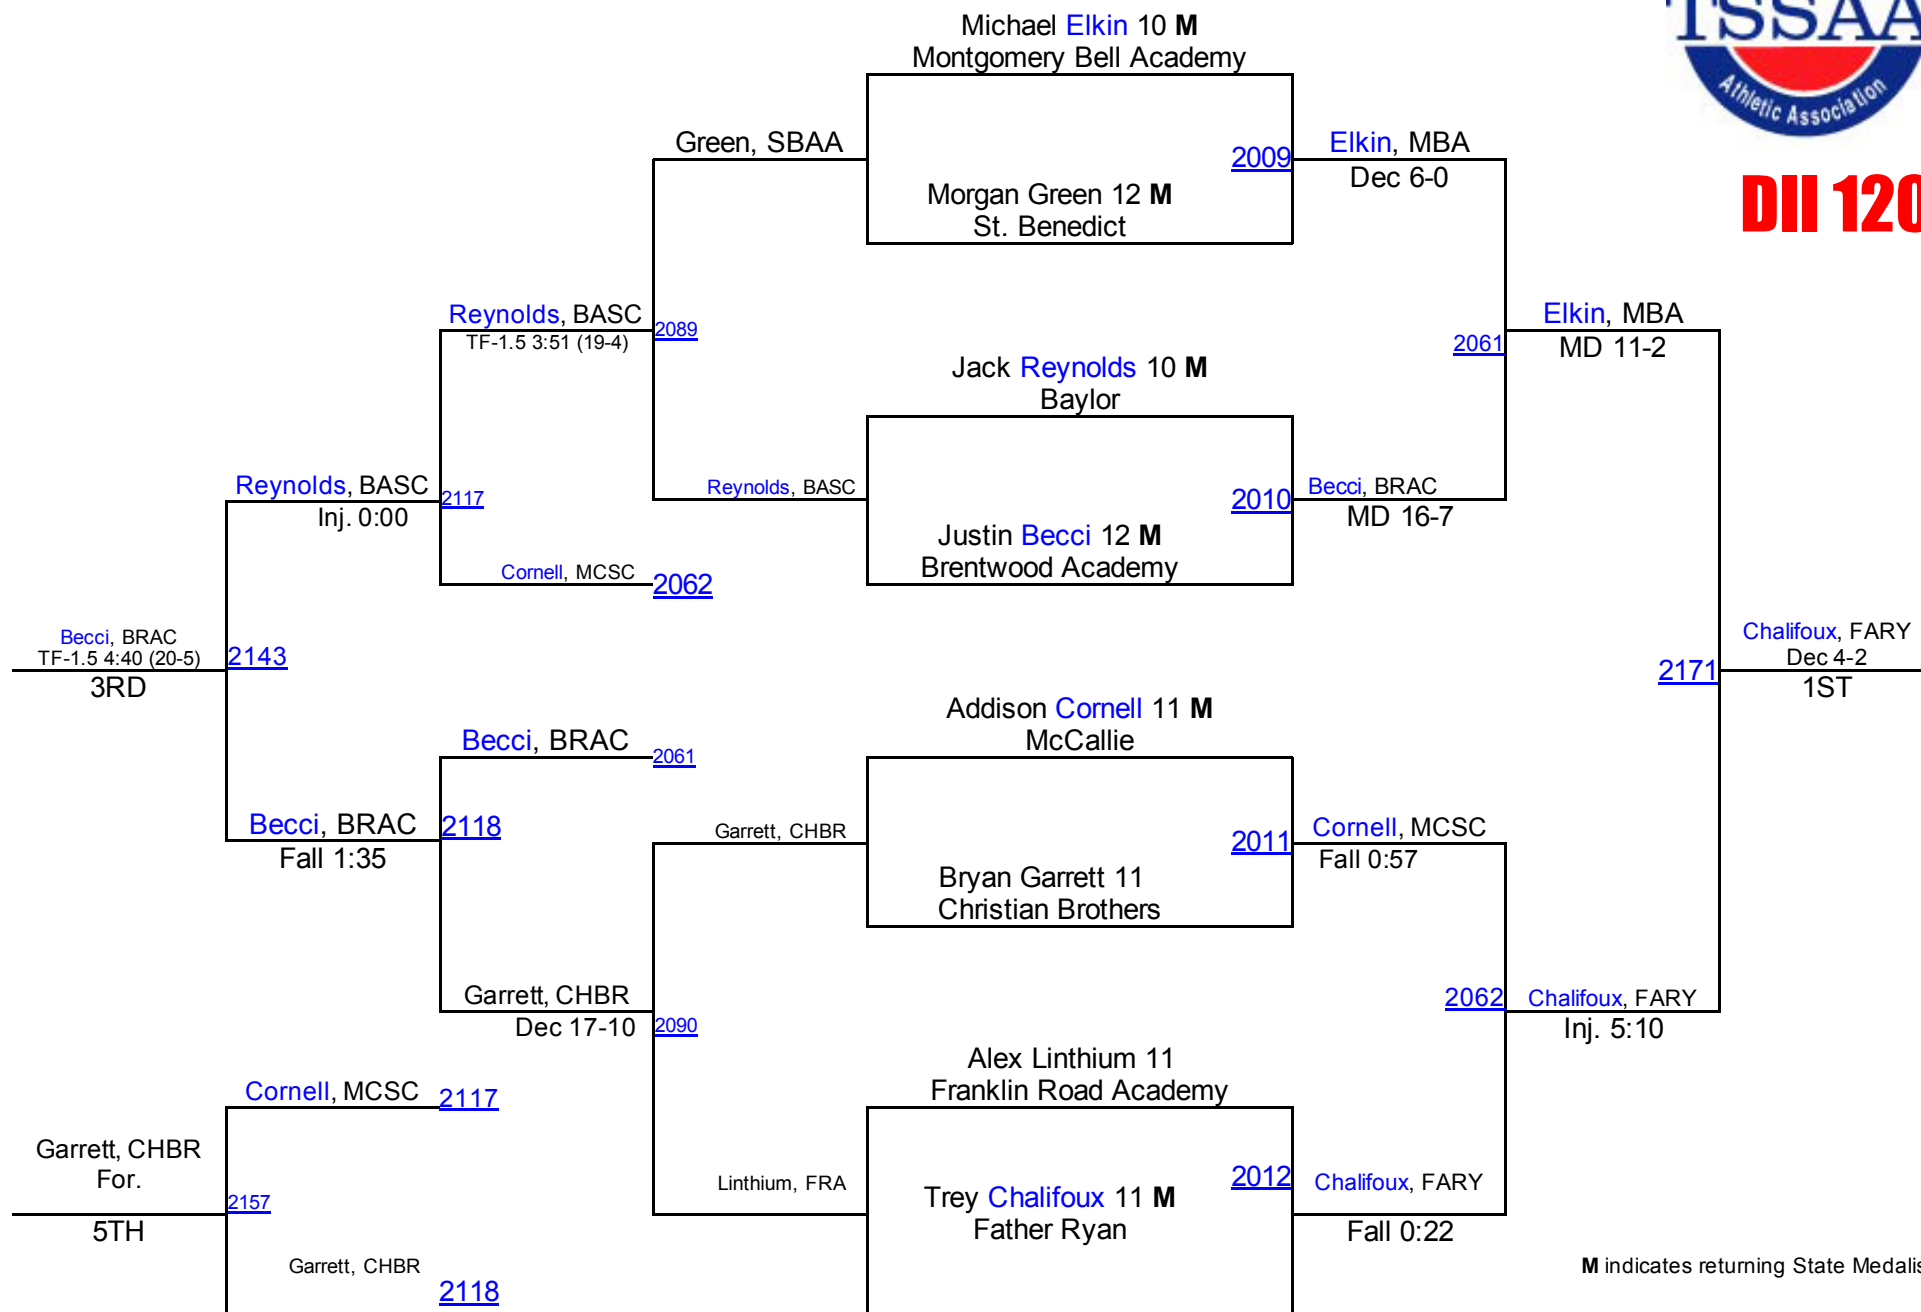 TSSAA
Athletic Association
DII 120
Michael Elkin 10 M
Montgomery Bell Academy
Green, SBAA
2009
Elkin, MBA
Dec 6-0
Morgan Green 12 M
St. Benedict
Reynolds, BASC
TF-1.5 3:51 (19-4)
2089
Elkin, MBA
MD 11-2
2061
Jack Reynolds 10 M
Baylor
Reynolds, BASC
Inj. 0:00
2117
Reynolds, BASC
2010
Becci, BRAC
MD 16-7
Justin Becci 12 M
Brentwood Academy
Cornell, MCSC
2062
Becci, BRAC
TF-1.5 4:40 (20-5)
3RD
2143
2171
Chalifoux, FARY
Dec 4-2
1ST
Addison Cornell 11 M
McCallie
Becci, BRAC
2061
Becci, BRAC
Fall 1:35
2118
Garrett, CHBR
2011
Cornell, MCSC
Fall 0:57
Bryan Garrett 11
Christian Brothers
Garrett, CHBR
Dec 17-10
2090
2062
Chalifoux, FARY
Inj. 5:10
Alex Linthium 11
Franklin Road Academy
Cornell, MCSC
2117
Garrett, CHBR
For.
5TH
2157
Linthium, FRA
2012
Chalifoux, FARY
Fall 0:22
Trey Chalifoux 11 M
Father Ryan
Garrett, CHBR
2118
M indicates returning State Medalis